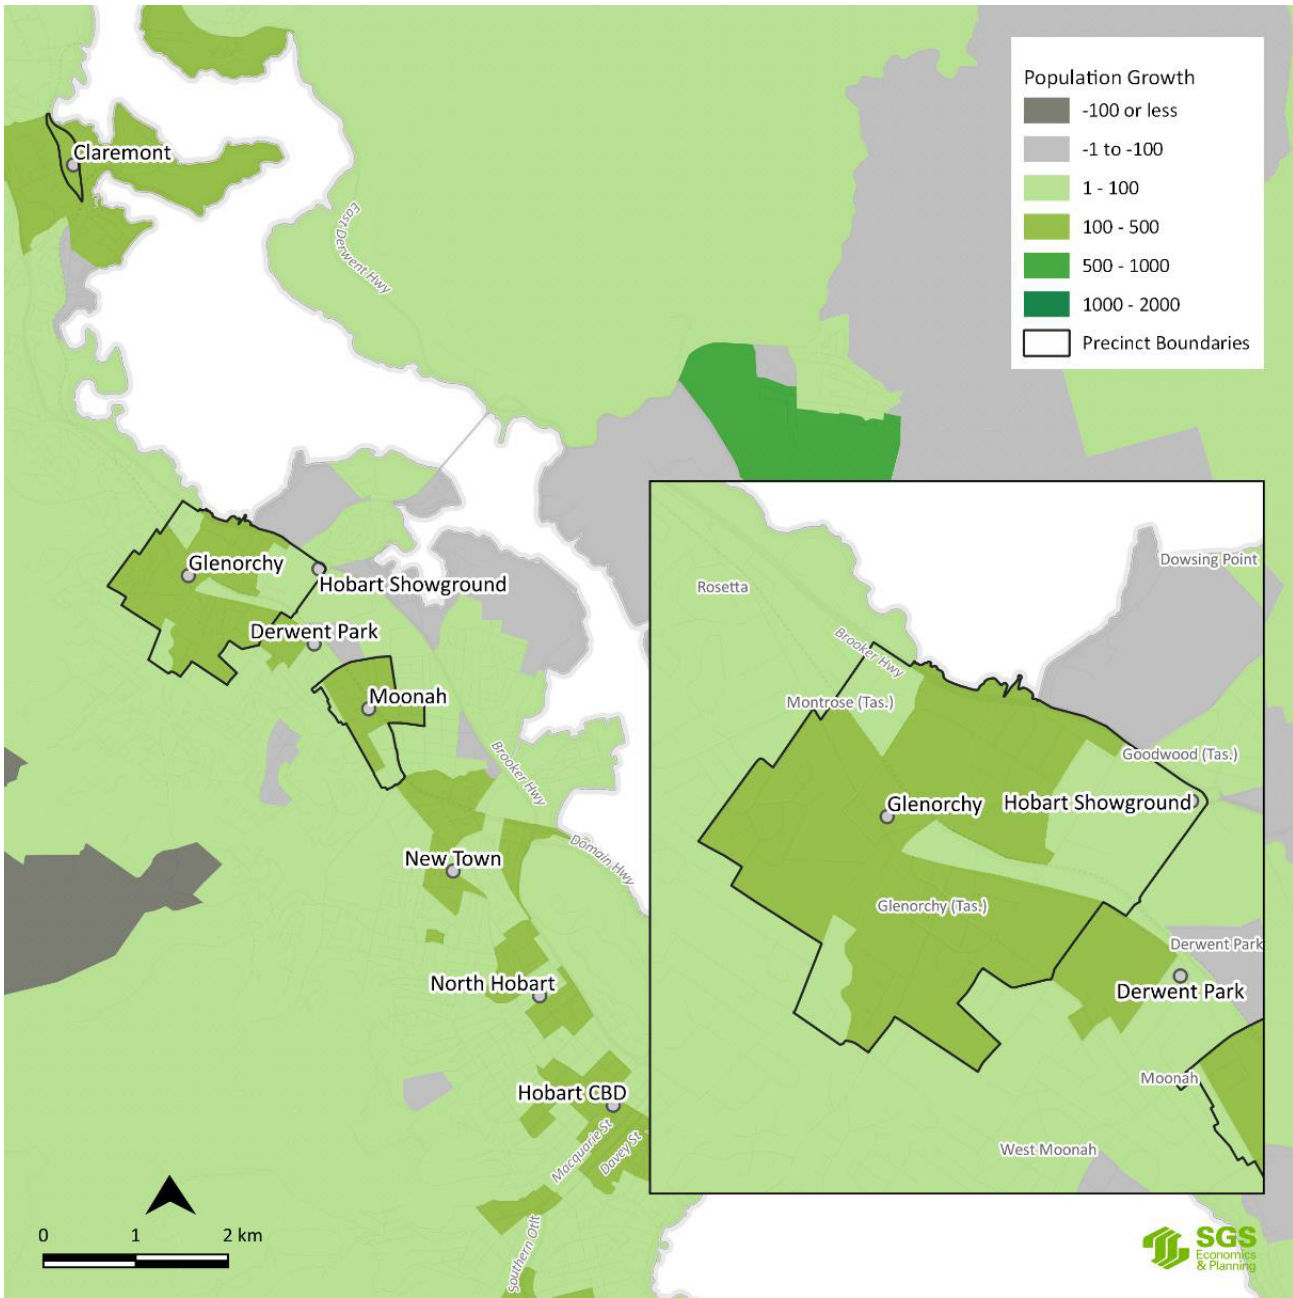 Population Growth
-100 or less
-1 to -100
1 - 100
100 - 500
500 - 1000
1000 - 2000
Precinct Boundaries
Claremont
East Derwent Hwy
Glenorchy
Hobart Showground
Derwent Park
Moonah
Brooker Hwy
Domain Hwy
New Town
North Hobart
Hobart CBD
Macquarie St
Davey St
Southern Otlt
Dowsing Point
Rosetta
Brooker Hwy
Montrose (Tas.)
Goodwood (Tas.)
Glenorchy
Hobart Showground
Glenorchy (Tas.)
Derwent Park
Derwent Park
Moonah
West Moonah
0 1 2 km
SGS
Economics
& Planning